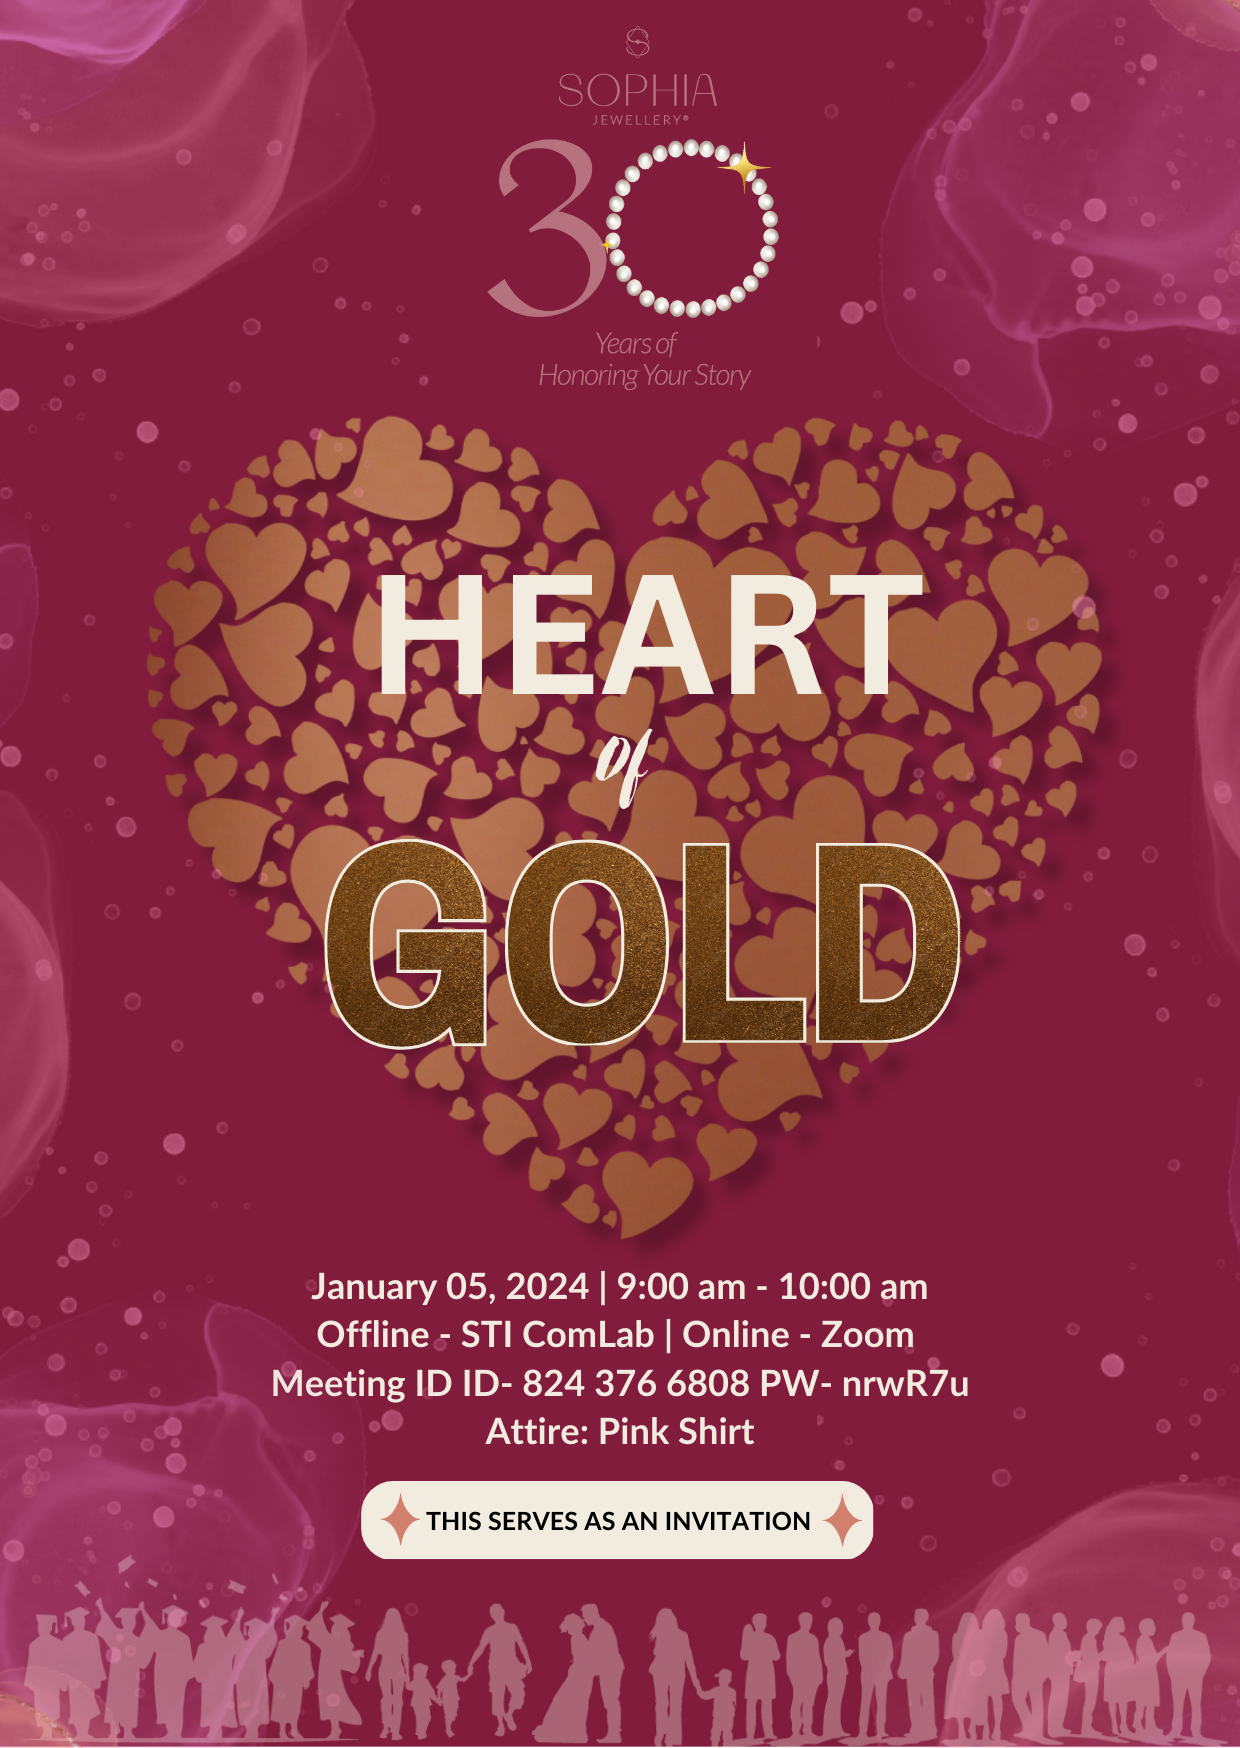 SOPHIA
JEWELLERY®
30
Years of
Honoring Your Story
HEART
of
GOLD
January 05, 2024 | 9:00 am - 10:00 am
Offline - STI ComLab | Online - Zoom
Meeting ID ID- 824 376 6808 PW- nrwR7u
Attire: Pink Shirt
THIS SERVES AS AN INVITATION